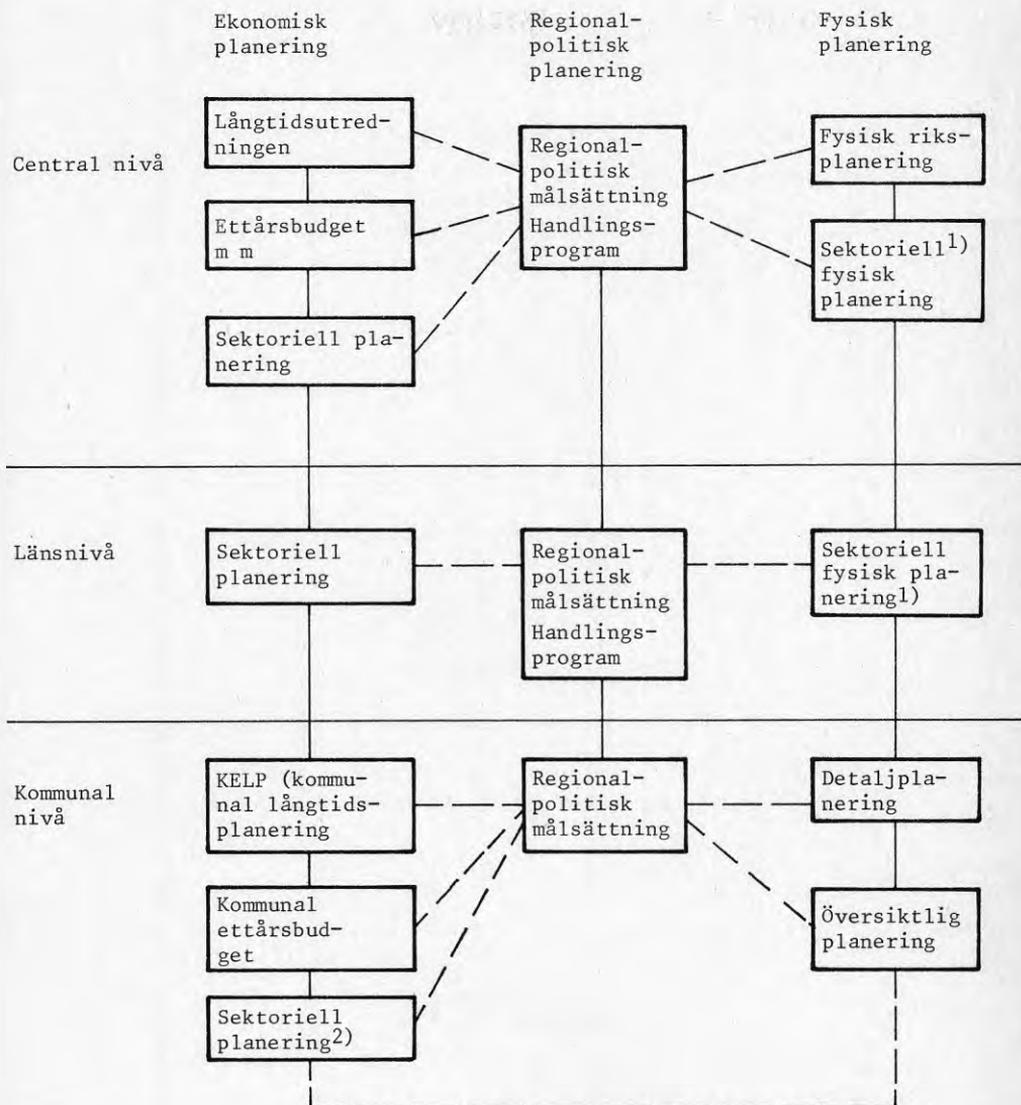 Ekonomisk
planering
Regional-
politisk
planering
Fysisk
planering
Central nivå
Långtidsutred-
ningen
Ettårsbudget
m m
Sektoriell pla-
nering
Regional-
politisk
målsättning
Handlings-
program
Fysisk riks-
planering
Sektoriell1)
fysisk
planering
Länsnivå
Sektoriell
planering
Regional-
politisk
målsättning
Handlings-
program
Sektoriell
fysisk pla-
nering1)
Kommunal
nivå
KELP (kommu-
nal långtids-
planering
Kommunal
ettårsbud-
get
Sektoriell
planering2)
Regional-
politisk
målsättning
Detaljpla-
nering
Översiktlig
planering